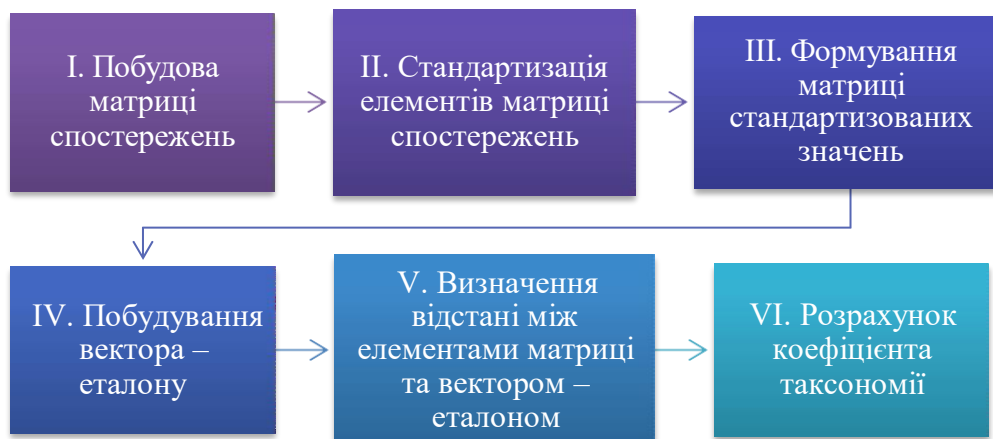 I. Побудова
матриці
спостережень
II. Стандартизація
елементів матриці
спостережень
III. Формування
матриці
стандартизованих
значень
IV. Побудування
вектора –
еталону
V. Визначення
відстані між
елементами матриці
та вектором –
еталоном
VI. Розрахунок
коефіцієнта
таксономії